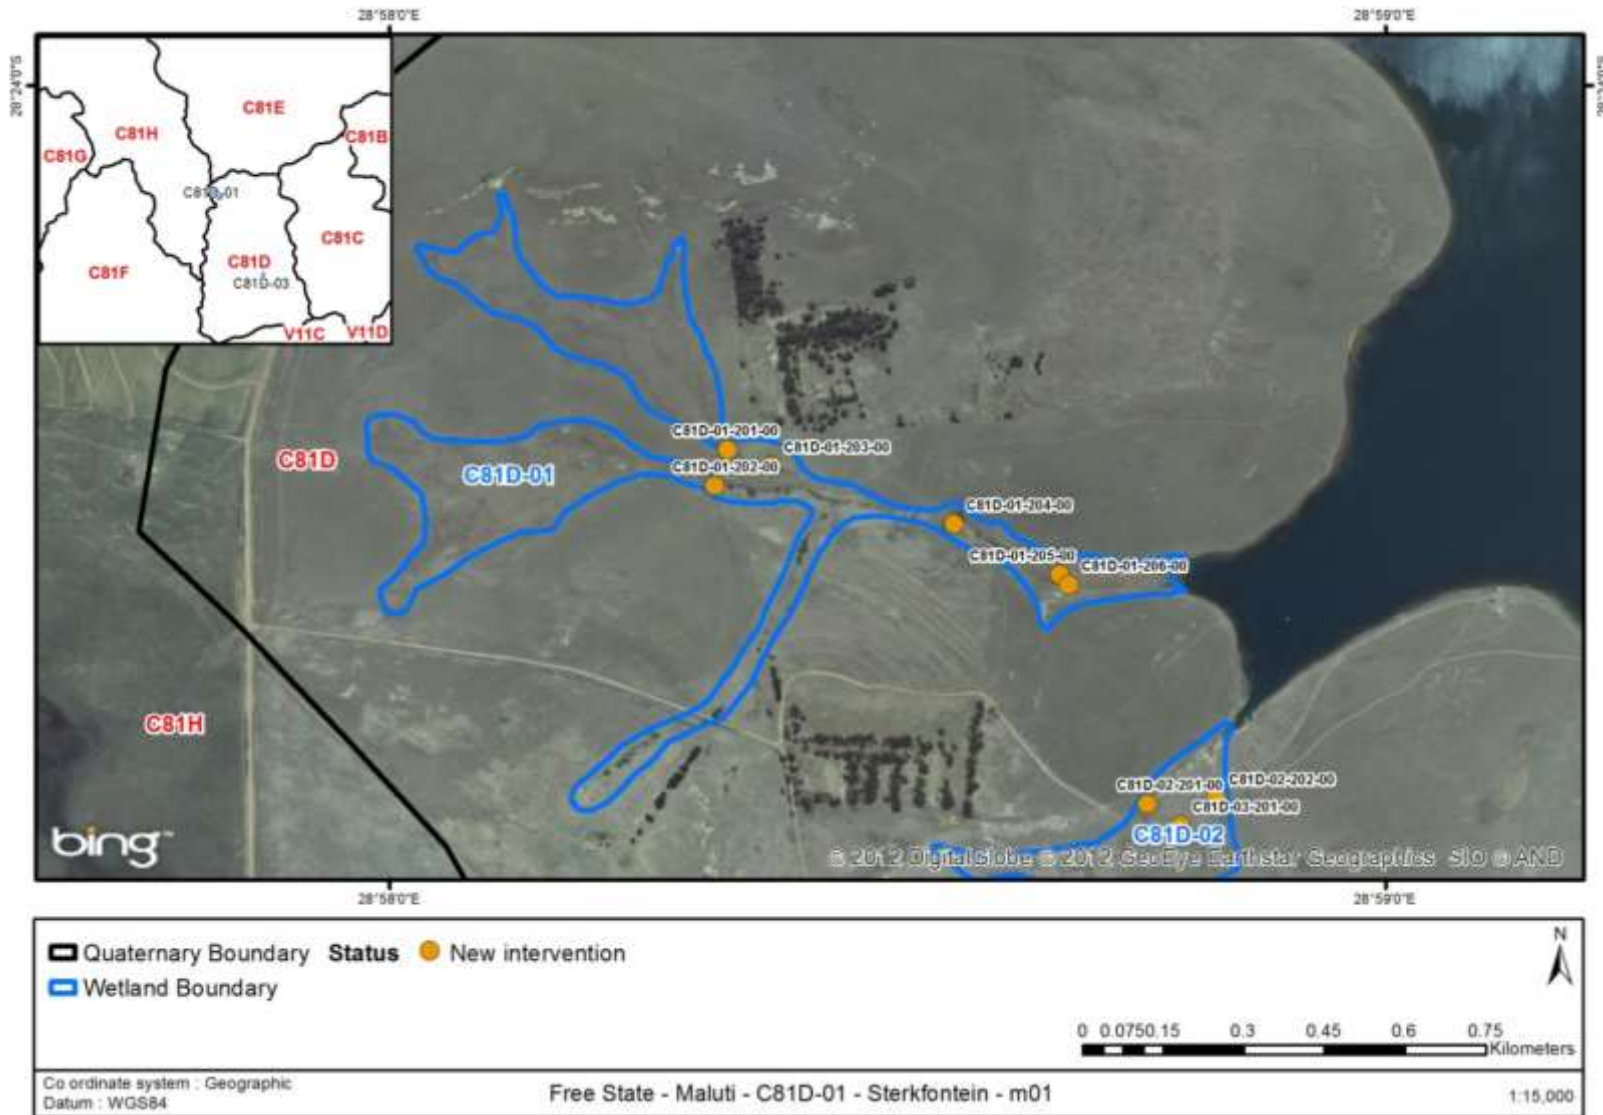 28°58'0"E
28°59'0"E
28°24'0"S
C81E
C81H
C81B
C81G
C81D-01
C81C
C81D
C81F
C81D-03
V11C
V11D
C81D-01-201-00
C81D-01-203-00
C81D
C81D-01
C81D-01-202-00
C81D-01-204-00
C81D-01-205-00
C81D-01-206-00
C81H
C81D-02-201-00
C81D-02-202-00
C81D-03-201-00
C81D-02
bing™
© 2012 DigitalGlobe © 2012 GeoEye Earthstar Geographics SIO © AND
28°58'0"E
28°59'0"E
Quaternary Boundary Status New intervention
Wetland Boundary
N
0 0.0750.15 0.3 0.45 0.6 0.75
Kilometers
Co ordinate system : Geographic
Datum : WGS84
Free State - Maluti - C81D-01 - Sterkfontein - m01
1:15,000